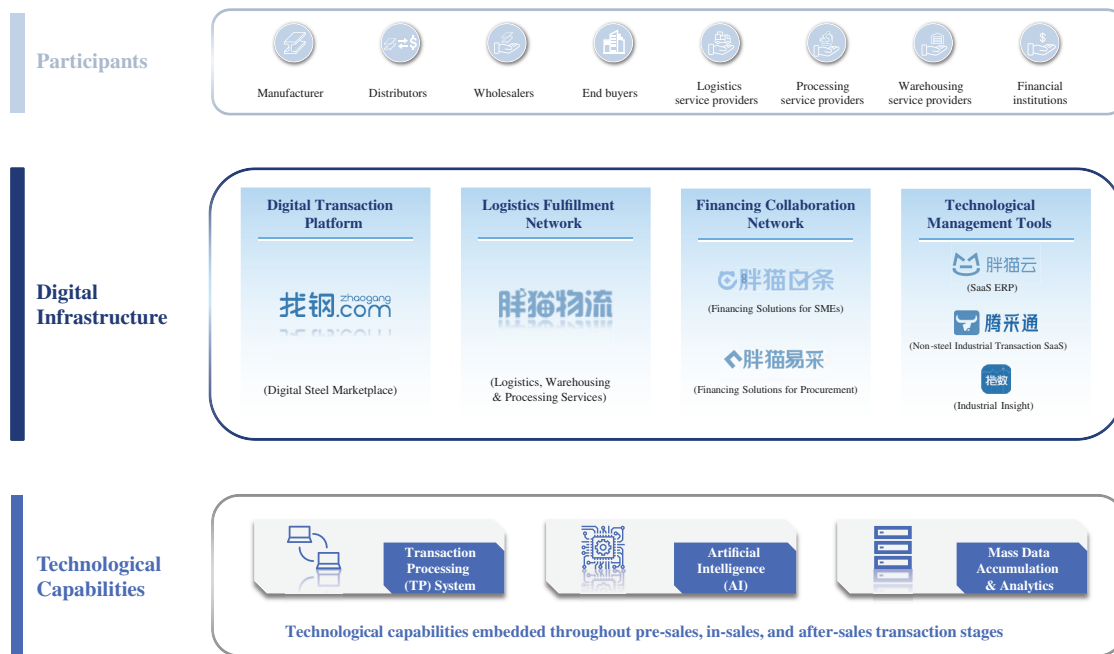 Participants
Manufacturer
Distributors
Wholesalers
End buyers
Logistics
service providers
Processing
service providers
Warehousing
service providers
Financial
institutions
Digital
Infrastructure
Digital Transaction
Platform
找钢 zhaogang
.com
(Digital Steel Marketplace)
Logistics Fulfillment
Network
胖猫物流
(Logistics, Warehousing
& Processing Services)
Financing Collaboration
Network
胖猫白条
(Financing Solutions for SMEs)
胖猫易采
(Financing Solutions for Procurement)
Technological
Management Tools
胖猫云
(SaaS ERP)
腾采通
(Non-steel Industrial Transaction SaaS)
指数
(Industrial Insight)
Technological
Capabilities
Transaction
Processing
(TP) System
Artificial
Intelligence
(AI)
Mass Data
Accumulation
& Analytics
Technological capabilities embedded throughout pre-sales, in-sales, and after-sales transaction stages